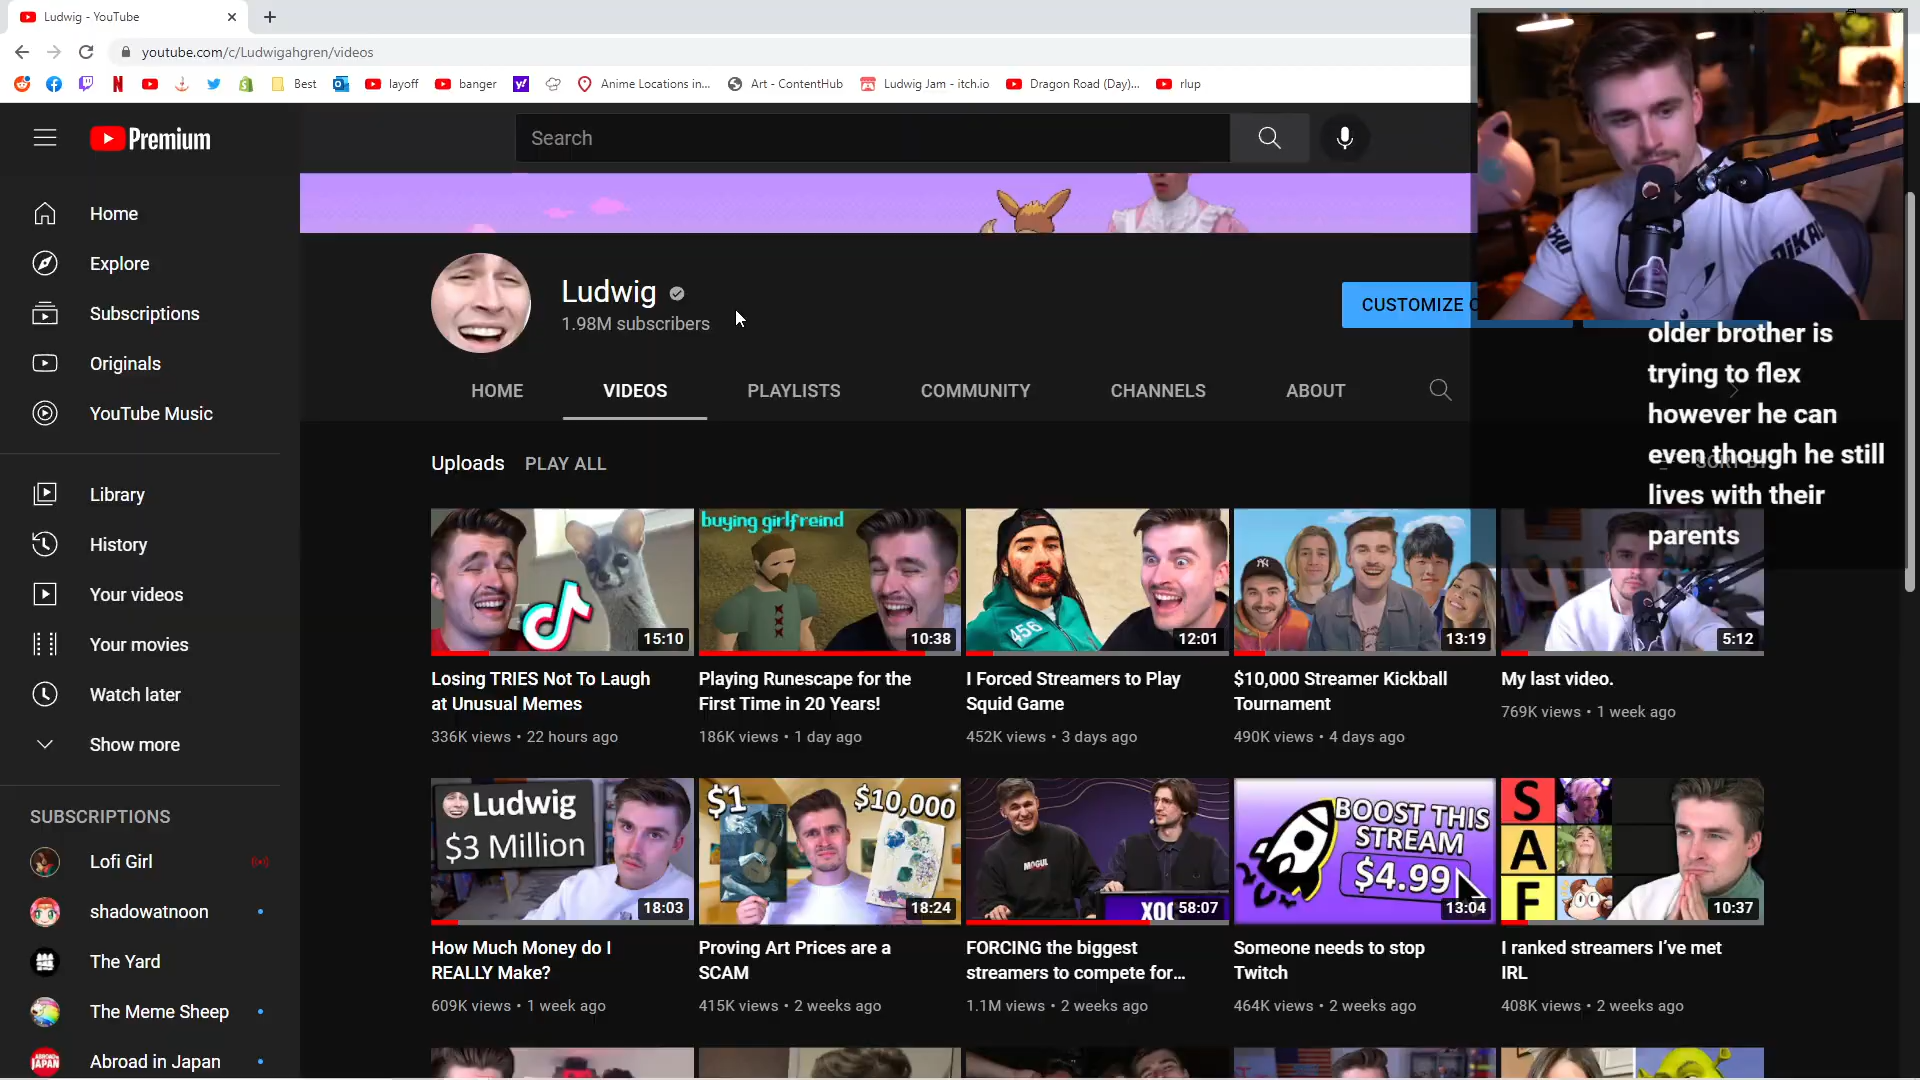 Ludwig - YouTube
youtube.com/c/Ludwigahgren/videos
Best
layoff
banger
Anime Locations in...
Art - ContentHub
Ludwig Jam - itch.io
Dragon Road (Day)...
rlup
Premium
Search
Home
Explore
Subscriptions
Originals
YouTube Music
Library
History
Your videos
Your movies
Watch later
Show more
SUBSCRIPTIONS
Lofi Girl
shadowatnoon
The Yard
The Meme Sheep
Abroad in Japan
Ludwig
1.98M subscribers
CUSTOMIZE C
HOME
VIDEOS
PLAYLISTS
COMMUNITY
CHANNELS
ABOUT
older brother is
trying to flex
however he can
even though he still
lives with their
parents
SORT BY
Uploads
PLAY ALL
15:10
buying girlfreind
10:38
456
12:01
13:19
5:12
Losing TRIES Not To Laugh
at Unusual Memes
336K views • 22 hours ago
Playing Runescape for the
First Time in 20 Years!
186K views • 1 day ago
I Forced Streamers to Play
Squid Game
452K views • 3 days ago
$10,000 Streamer Kickball
Tournament
490K views • 4 days ago
My last video.
769K views • 1 week ago
Ludwig
$3 Million
18:03
$1
$10,000
18:24
MOGUL
XQC
58:07
BOOST THIS
STREAM
$4.99
13:04
S
A
F
10:37
How Much Money do I
REALLY Make?
609K views • 1 week ago
Proving Art Prices are a
SCAM
415K views • 2 weeks ago
FORCING the biggest
streamers to compete for...
1.1M views • 2 weeks ago
Someone needs to stop
Twitch
464K views • 2 weeks ago
I ranked streamers I've met
IRL
408K views • 2 weeks ago